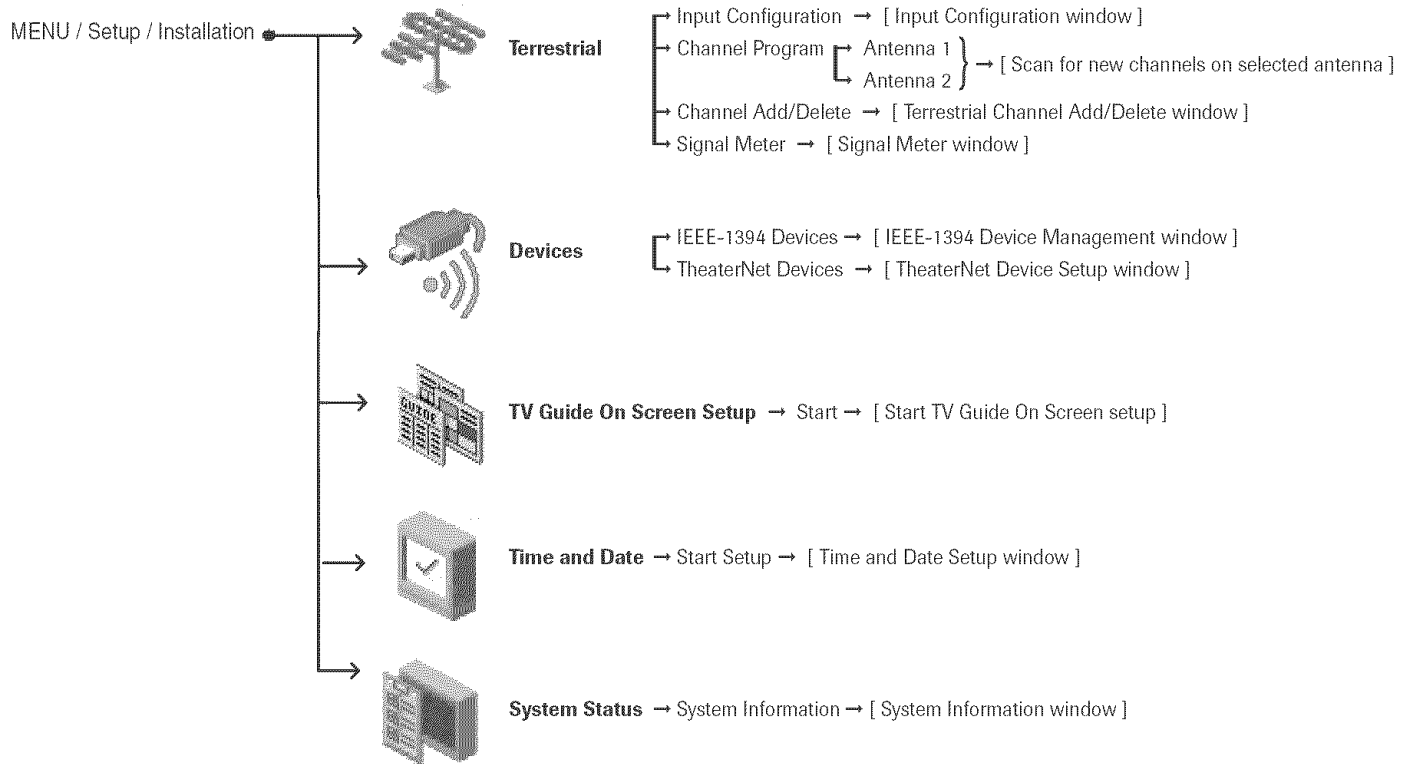 MENU / Setup / Installation
Terrestrial
Input Configuration → [ Input Configuration window ]
Channel Program → Antenna 1
→ Antenna 2 } → [ Scan for new channels on selected antenna ]
Channel Add/Delete → [ Terrestrial Channel Add/Delete window ]
Signal Meter → [ Signal Meter window ]
Devices
IEEE-1394 Devices → [ IEEE-1394 Device Management window ]
TheaterNet Devices → [ TheaterNet Device Setup window ]
GUIDE
TV Guide On Screen Setup → Start → [ Start TV Guide On Screen setup ]
Time and Date → Start Setup → [ Time and Date Setup window ]
System Status → System Information → [ System Information window ]